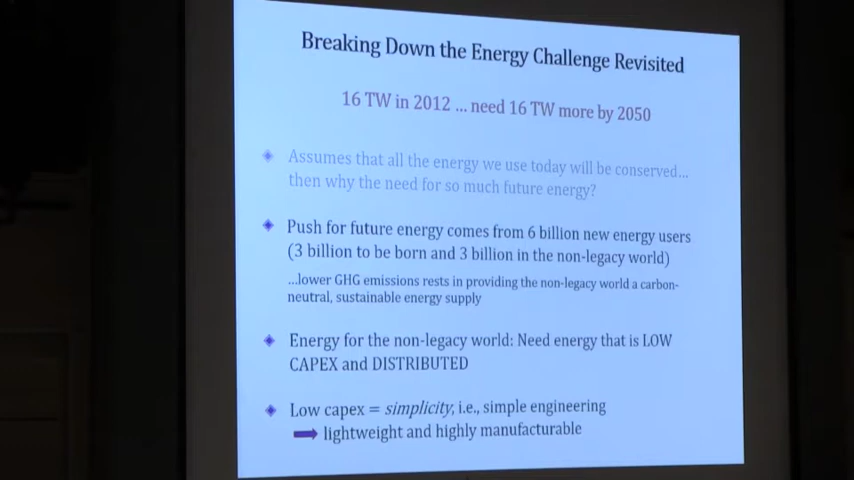 Breaking Down the Energy Challenge Revisited
16 TW in 2012 ... need 16 TW more by 2050
Assumes that all the energy we use today will be conserved...
then why the need for so much future energy?
Push for future energy comes from 6 billion new energy users
(3 billion to be born and 3 billion in the non-legacy world)
...lower GHG emissions rests in providing the non-legacy world a carbon-
neutral, sustainable energy supply
Energy for the non-legacy world: Need energy that is LOW
CAPEX and DISTRIBUTED
Low capex = simplicity, i.e., simple engineering
lightweight and highly manufacturable